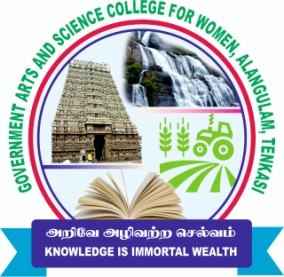 GOVERNMENT ARTS AND SCIENCE COLLEGE FOR WOMEN, ALANGULAM, TENKASI
அறிவே அழிவற்ற செல்வம்
KNOWLEDGE IS IMMORTAL WEALTH